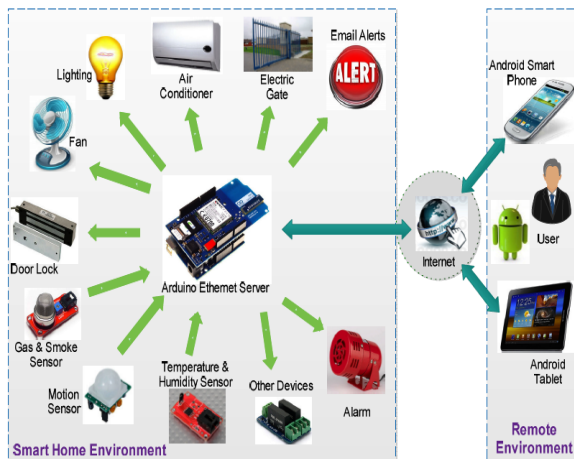 Lighting
Air
Conditioner
Electric
Gate
Email Alerts
ALERT
Fan
Door Lock
Arduino Ethernet Server
Gas & Smoke
Sensor
Motion
Sensor
Temperature &
Humidity Sensor
Other Devices
Alarm
Smart Home Environment
http
Internet
Android Smart
Phone
User
Android
Tablet
Remote
Environment